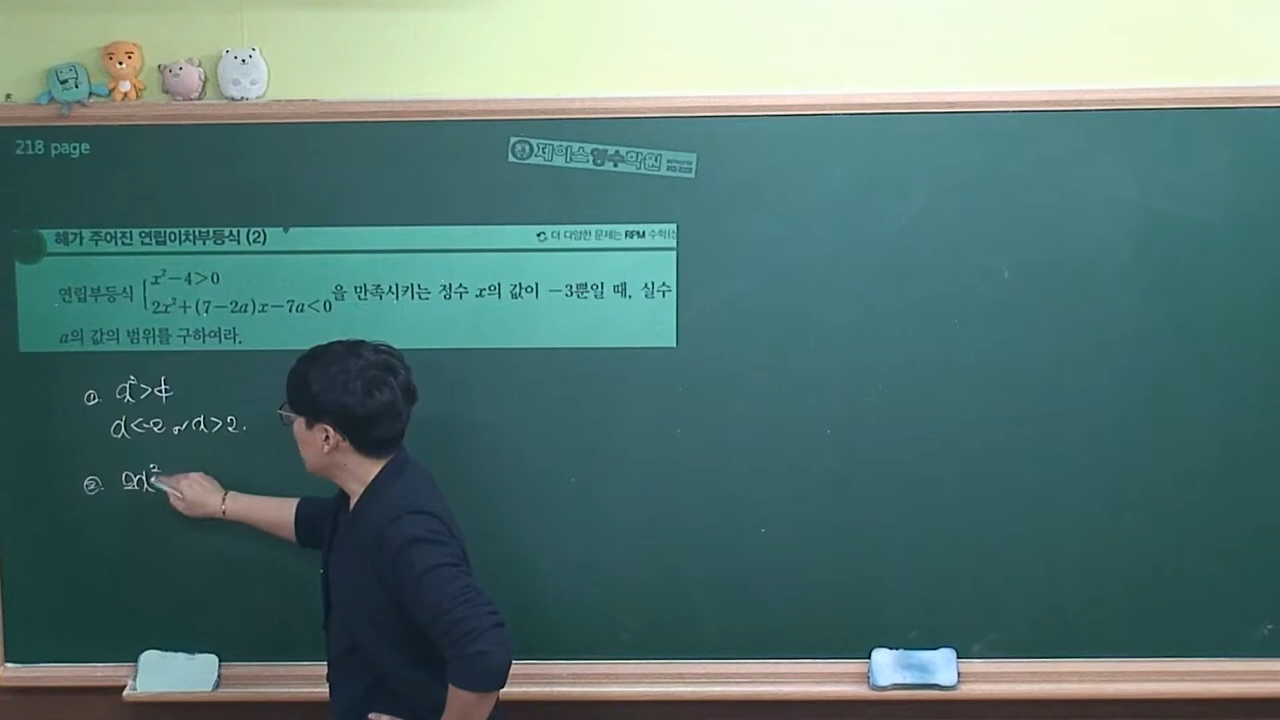 218 page
제이스영수학원
해가 주어진 연립이차부등식 (2)
더 다양한 문제는 RPM 수학(상
연립부등식 { x²-4>0
2x²+(7-2a)x-7a<0 을 만족시키는 정수 x의 값이 -3뿐일 때, 실수
a의 값의 범위를 구하여라.
①. x²>4
x<-2 or x>2.
②. 2x²